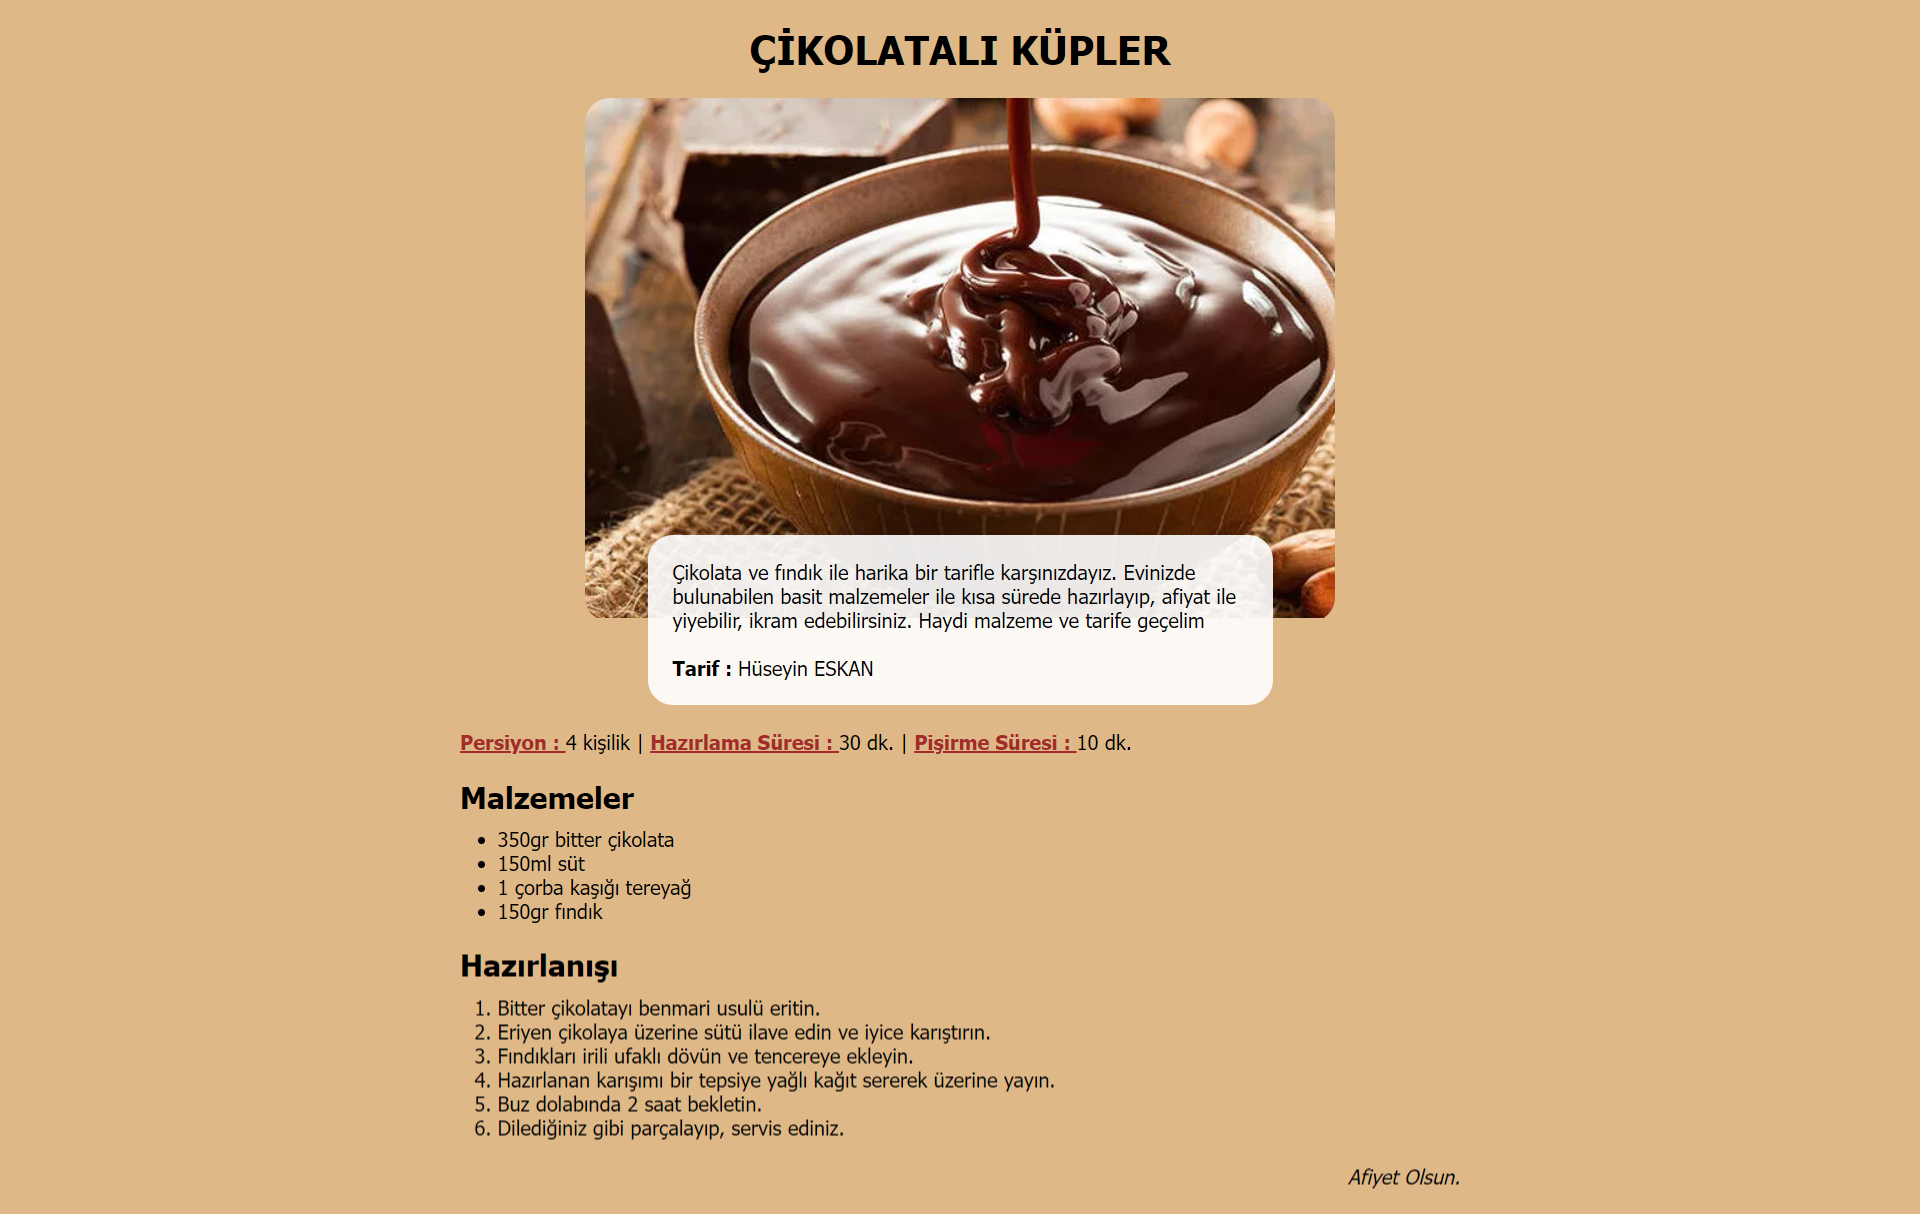 ÇİKOLATALI KÜPLER
Çikolata ve fındık ile harika bir tarifle karşınızdayız. Evinizde
bulunabilen basit malzemeler ile kısa sürede hazırlayıp, afiyat ile
yiyebilir, ikram edebilirsiniz. Haydi malzeme ve tarife geçelim
Tarif : Hüseyin ESKAN
Persiyon : 4 kişilik | Hazırlama Süresi : 30 dk. | Pişirme Süresi : 10 dk.
Malzemeler
• 350gr bitter çikolata
• 150ml süt
• 1 çorba kaşığı tereyağ
• 150gr fındık
Hazırlanışı
1. Bitter çikolatayı benmari usulü eritin.
2. Eriyen çikolaya üzerine sütü ilave edin ve iyice karıştırın.
3. Fındıkları irili ufaklı dövün ve tencereye ekleyin.
4. Hazırlanan karışımı bir tepsiye yağlı kağıt sererek üzerine yayın.
5. Buz dolabında 2 saat bekletin.
6. Dilediğiniz gibi parçalayıp, servis ediniz.
Afiyet Olsun.